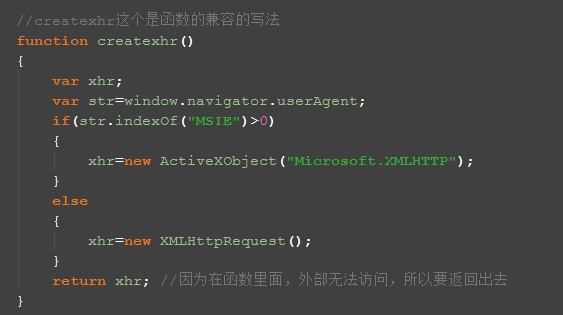 //createxhr这个是函数的兼容的写法
function createxhr()
{
var xhr;
var str=window.navigator.userAgent;
if(str.indexOf("MSIE")>0)
{
xhr=new ActiveXObject("Microsoft.XMLHTTP");
}
else
{
xhr=new XMLHttpRequest();
}
return xhr; //因为在函数里面，外部无法访问，所以要返回出去
}